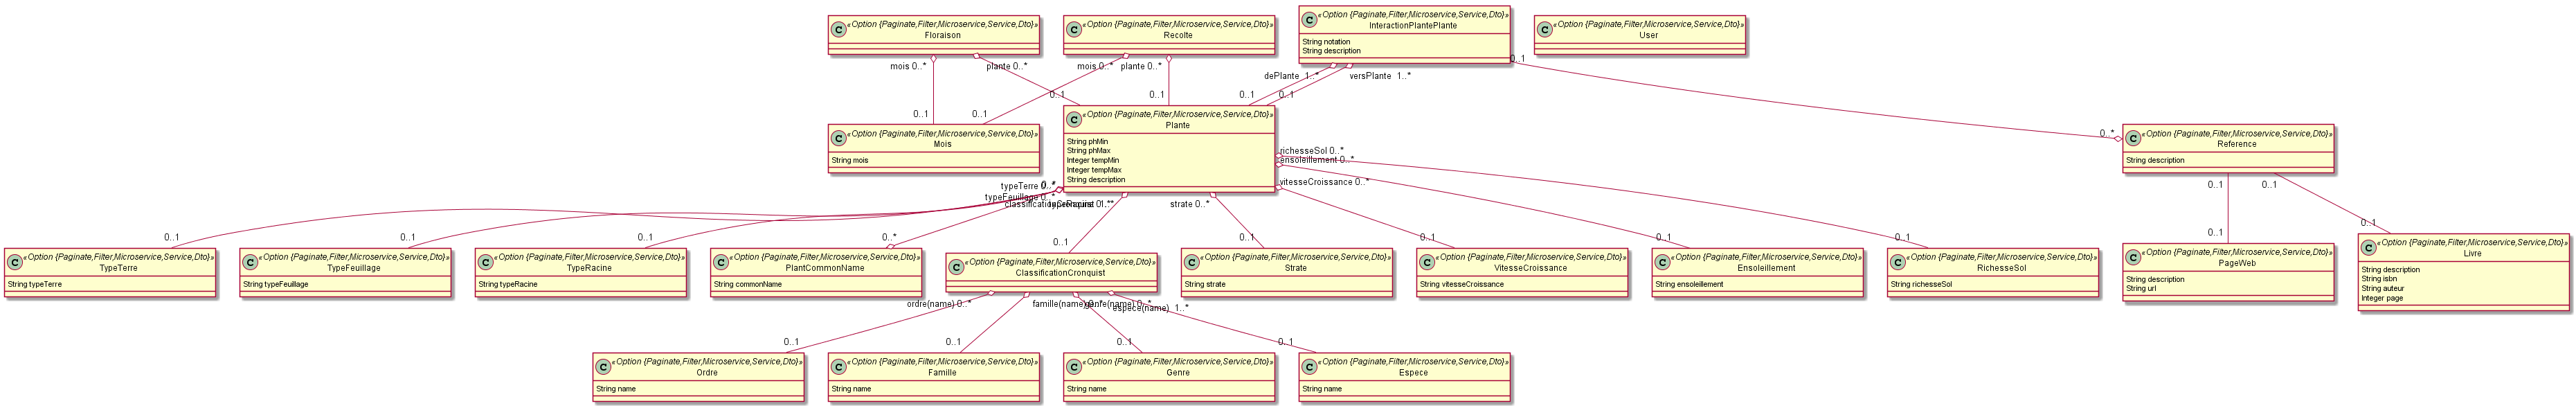 C «Option {Paginate,Filter,Microservice,Service,Dto}»
Floraison
C «Option {Paginate,Filter,Microservice,Service,Dto}»
Recolte
C «Option {Paginate,Filter,Microservice,Service,Dto}»
InteractionPlantePlante
String notation
String description
C «Option {Paginate,Filter,Microservice,Service,Dto}»
User
mois 0..*
plante 0..*
mois 0..*
plante 0..*
dePlante 1..*
versPlante 1..*
0..1
0..1
0..1
0..1
0..1
0..1
0..1
0..*
C «Option {Paginate,Filter,Microservice,Service,Dto}»
Mois
String mois
C «Option {Paginate,Filter,Microservice,Service,Dto}»
Plante
String phMin
String phMax
Integer tempMin
Integer tempMax
String description
C «Option {Paginate,Filter,Microservice,Service,Dto}»
Reference
String description
richesseSol 0..*
ensoleillement 0..*
vitesseCroissance 0..*
typeTerre 0..*
0..*
typeFeuillage 0..*
classificationCronquist 0..*
typeRacine 0..*
strate 0..*
0..1
0..1
0..1
0..1
0..1
0..*
0..1
0..1
0..1
0..1
0..1
0..1
0..1
C «Option {Paginate,Filter,Microservice,Service,Dto}»
TypeTerre
String typeTerre
C «Option {Paginate,Filter,Microservice,Service,Dto}»
TypeFeuillage
String typeFeuillage
C «Option {Paginate,Filter,Microservice,Service,Dto}»
TypeRacine
String typeRacine
C «Option {Paginate,Filter,Microservice,Service,Dto}»
PlantCommonName
String commonName
C «Option {Paginate,Filter,Microservice,Service,Dto}»
ClassificationCronquist
C «Option {Paginate,Filter,Microservice,Service,Dto}»
Strate
String strate
C «Option {Paginate,Filter,Microservice,Service,Dto}»
VitesseCroissance
String vitesseCroissance
C «Option {Paginate,Filter,Microservice,Service,Dto}»
Ensoleillement
String ensoleillement
C «Option {Paginate,Filter,Microservice,Service,Dto}»
RichesseSol
String richesseSol
C «Option {Paginate,Filter,Microservice,Service,Dto}»
PageWeb
String description
String url
C «Option {Paginate,Filter,Microservice,Service,Dto}»
Livre
String description
String isbn
String auteur
Integer page
ordre(name) 0..*
famille(name) 0..*
genre(name) 0..*
espece(name) 1..*
0..1
0..1
0..1
0..1
C «Option {Paginate,Filter,Microservice,Service,Dto}»
Ordre
String name
C «Option {Paginate,Filter,Microservice,Service,Dto}»
Famille
String name
C «Option {Paginate,Filter,Microservice,Service,Dto}»
Genre
String name
C «Option {Paginate,Filter,Microservice,Service,Dto}»
Espece
String name